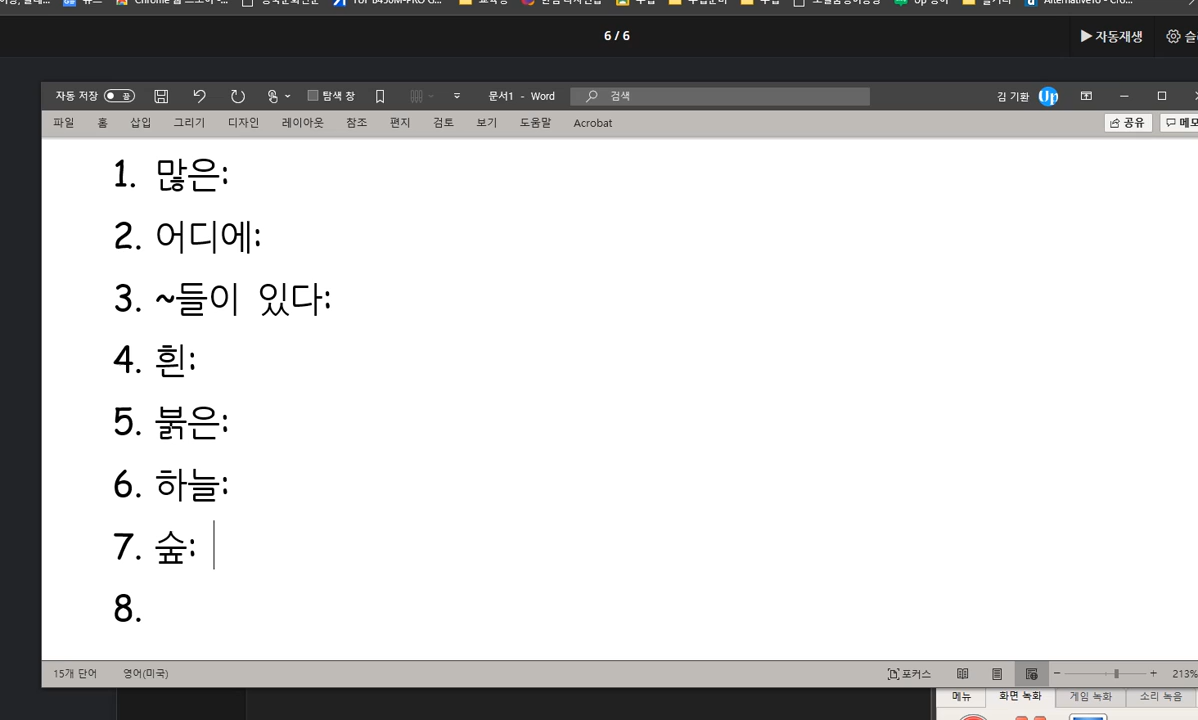 6 / 6
▶자동재생
자동 저장 끔 탐색 창 문서1 - Word 검색 김 기환 Up
파일 홈 삽입 그리기 디자인 레이아웃 참조 편지 검토 보기 도움말 Acrobat 공유
1. 많은:
2. 어디에:
3. ~들이 있다:
4. 흰:
5. 붉은:
6. 하늘:
7. 숲:
8.
15개 단어 영어(미국) 포커스 213%
메뉴 화면 녹화 게임 녹화 소리 녹음